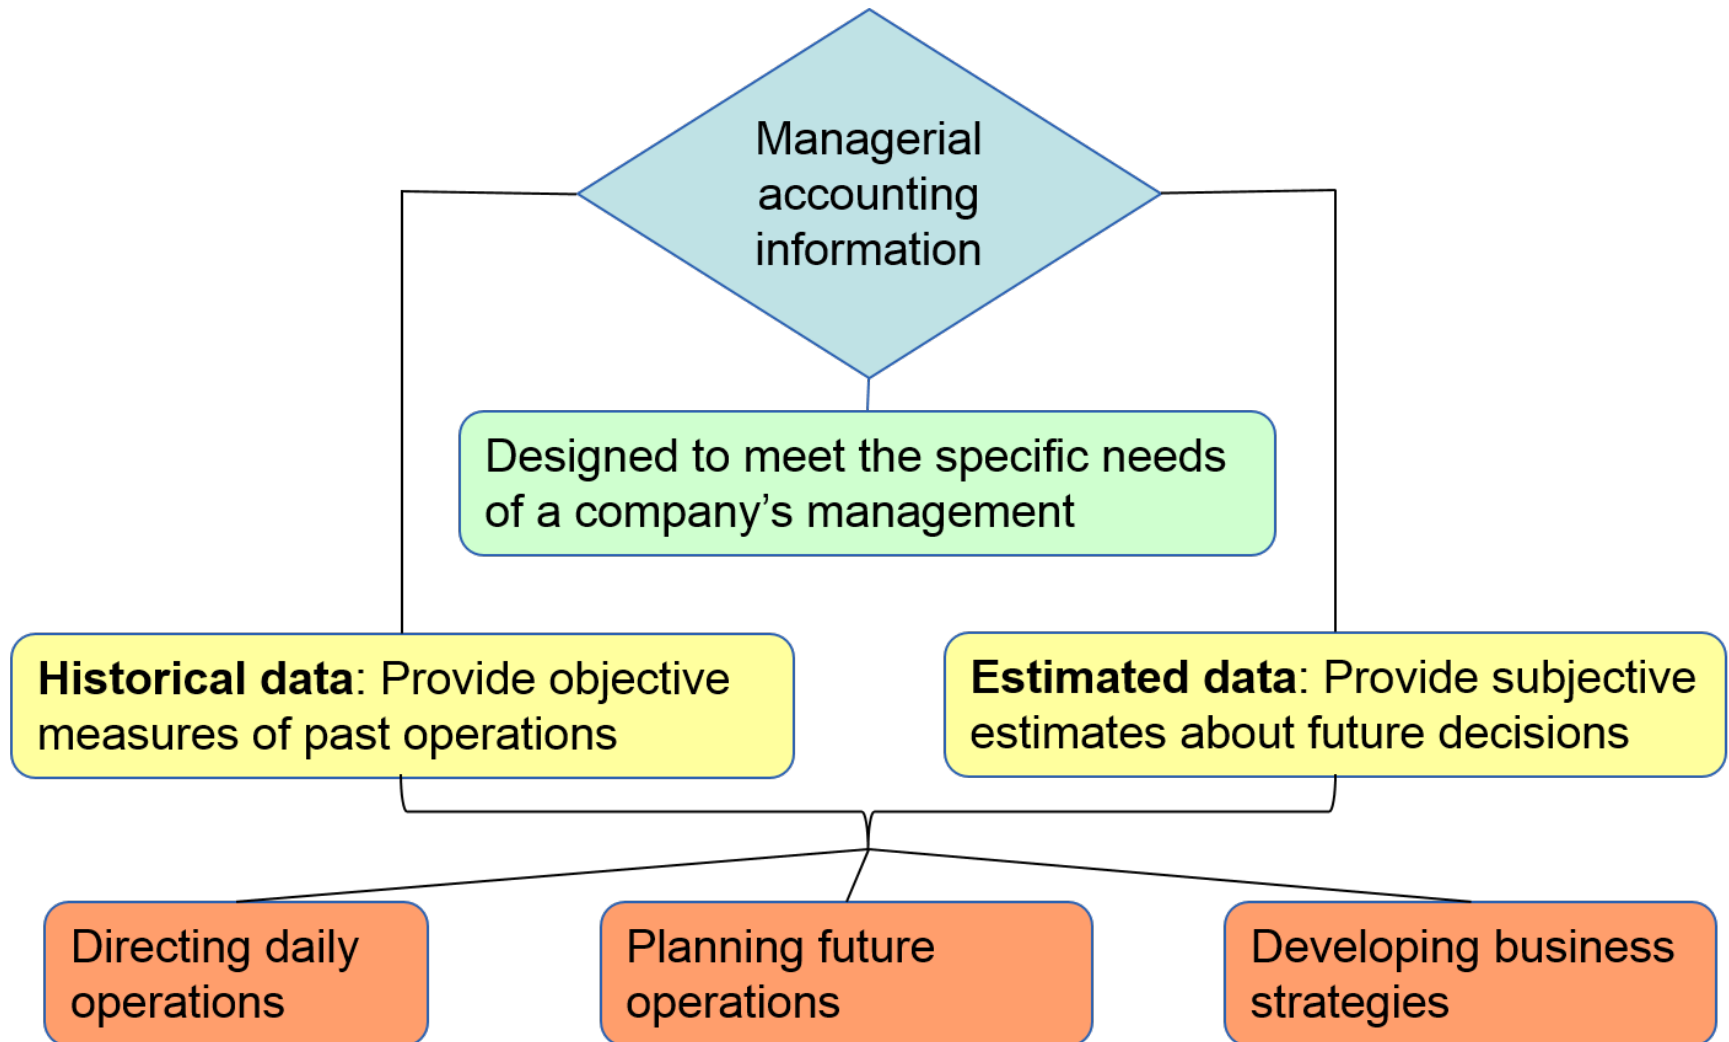 Managerial
accounting
information
Designed to meet the specific needs
of a company’s management
Historical data: Provide objective
measures of past operations
Estimated data: Provide subjective
estimates about future decisions
Directing daily
operations
Planning future
operations
Developing business
strategies